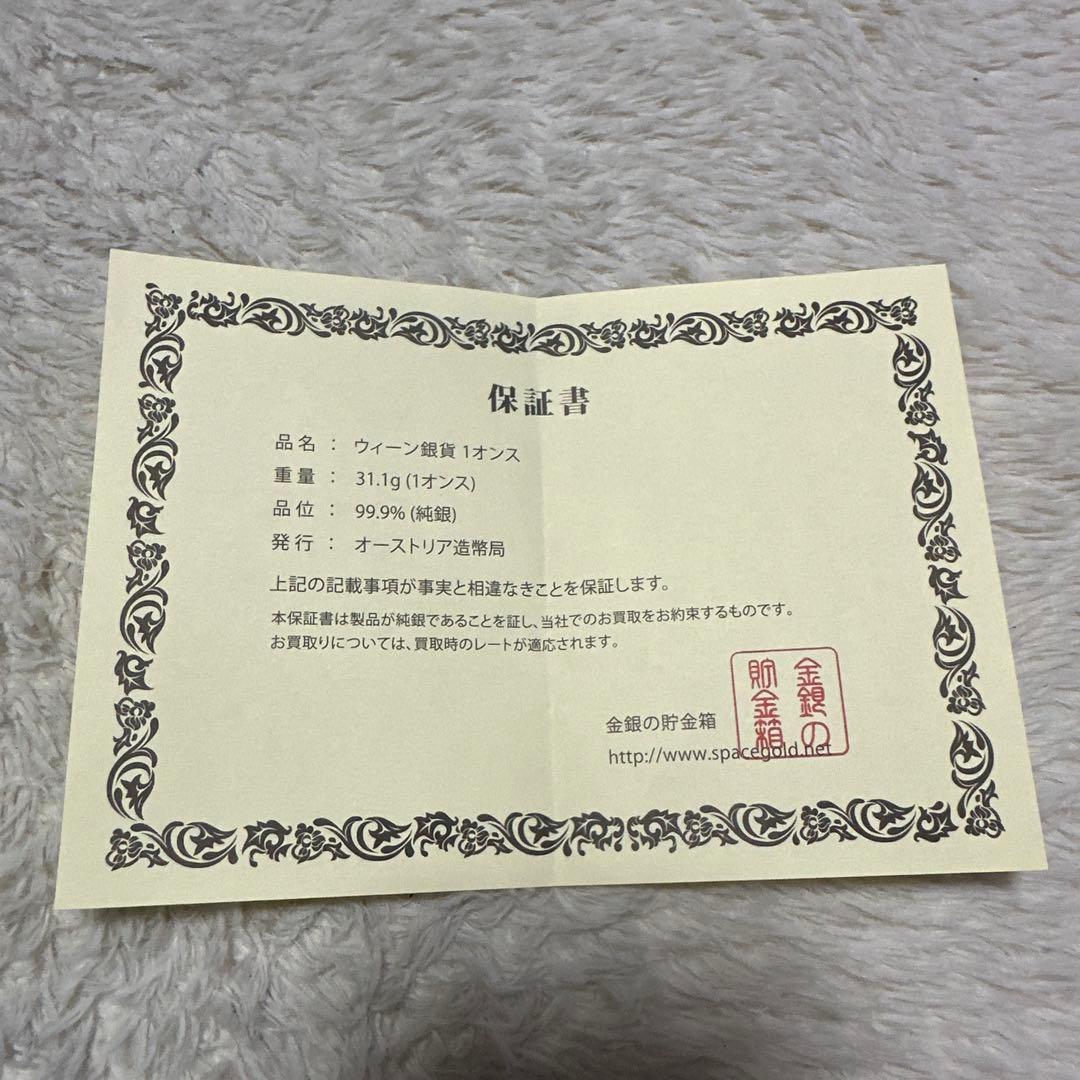 保証書
品名 : ウィーン銀貨 1オンス
重量 : 31.1g (1オンス)
品位 : 99.9% (純銀)
発行 : オーストリア造幣局
上記の記載事項が事実と相違なきことを保証します。
本保証書は製品が純銀であることを証し、当社でのお買取をお約束するものです。
お買取りについては、買取時のレートが適応されます。
金銀の貯金箱
http://www.spacegold.net
金銀の
貯金箱